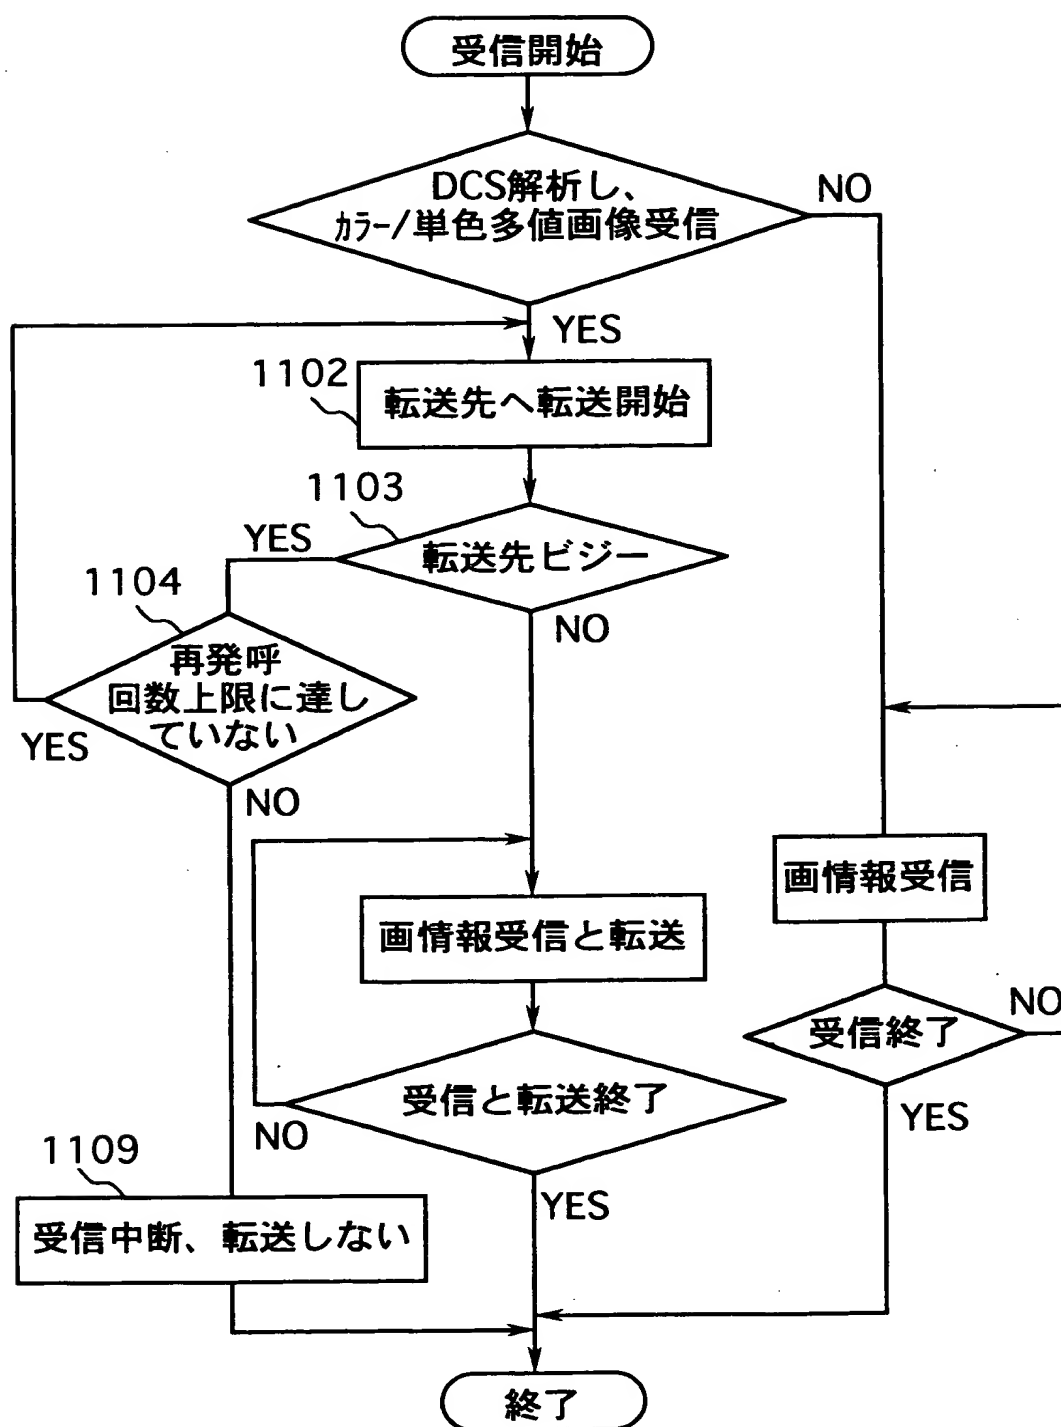 受信開始
DCS解析し、
カラー/単色多値画像受信
NO
YES
1102
転送先へ転送開始
1103
YES
転送先ビジー
NO
1104
再発呼
回数上限に達し
ていない
YES
NO
画情報受信
画情報受信と転送
受信終了
NO
YES
受信と転送終了
NO
YES
1109
受信中断、転送しない
終了